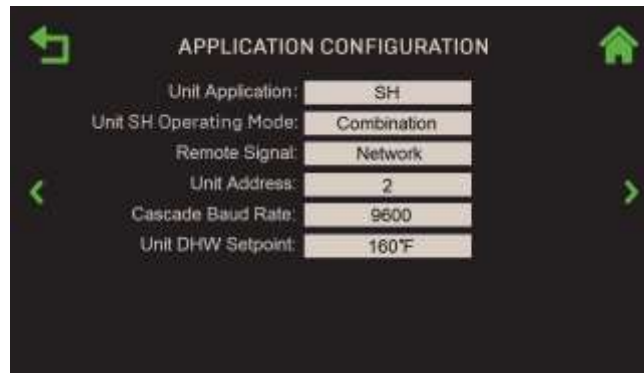 APPLICATION CONFIGURATION
Unit Application: SH
Unit SH Operating Mode: Combination
Remote Signal: Network
Unit Address: 2
Cascade Baud Rate: 9600
Unit DHW Setpoint: 160°F